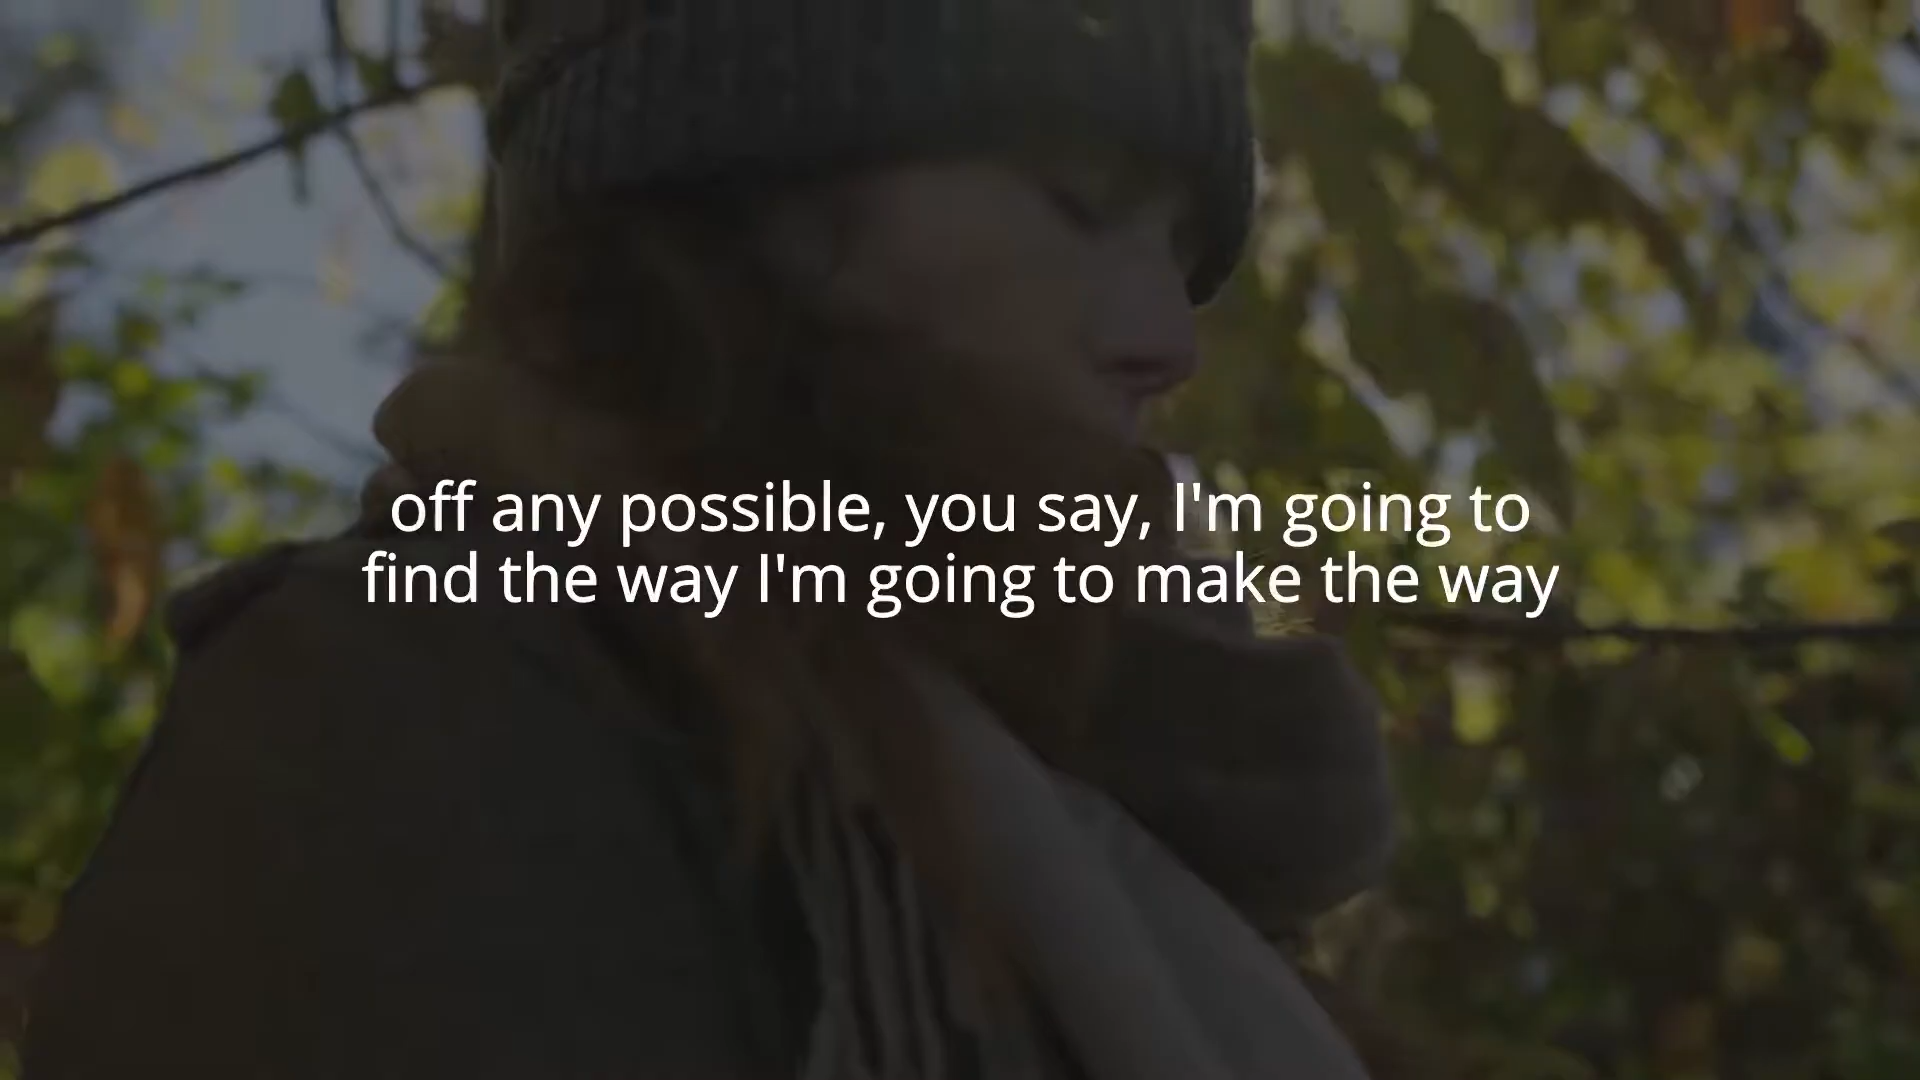 off any possible, you say, I'm going to
find the way I'm going to make the way